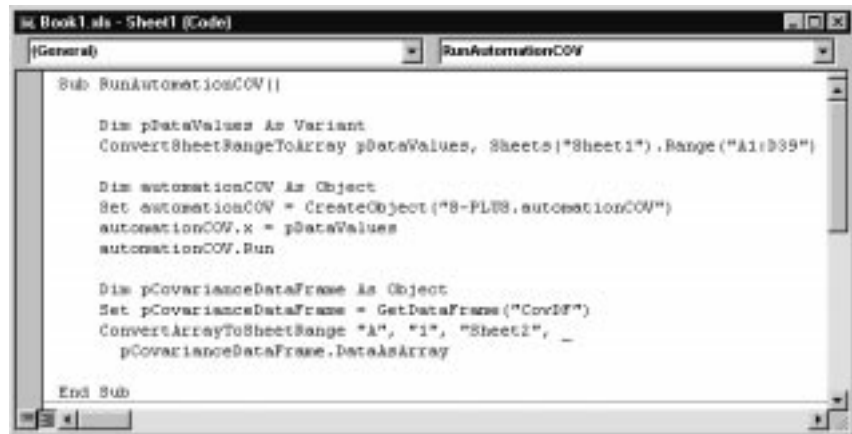 Book1.xls - Sheet1 (Code)
(General) RunAutomationCOV
Sub RunAutomationCOV()
Dim pDataValues As Variant
ConvertSheetRangeToArray pDataValues, Sheets("Sheet1").Range("A1:D39")
Dim automationCOV As Object
Set automationCOV = CreateObject("S-PLUS.automationCOV")
automationCOV.x = pDataValues
automationCOV.Run
Dim pCovarianceDataFrame As Object
Set pCovarianceDataFrame = GetDataFrame("CovDF")
ConvertArrayToSheetRange "A", "1", "Sheet2", _
pCovarianceDataFrame.DataAsArray
End Sub